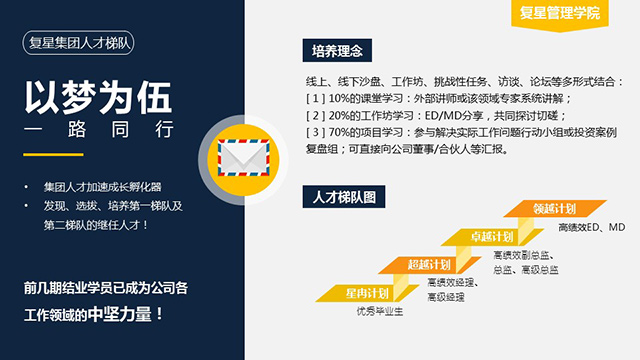 复星集团人才梯队
以梦为伍
一路同行
• 集团人才加速成长孵化器
• 发现、选拔、培养第一梯队及
第二梯队的继任人才！
前几期结业学员已成为公司各
工作领域的中坚力量！
复星管理学院
培养理念
线上、线下沙盘、工作坊、挑战性任务、访谈、论坛等多形式结合：
[ 1 ] 10%的课堂学习：外部讲师或该领域专家系统讲解；
[ 2 ] 20%的工作坊学习：ED/MD分享，共同探讨切磋；
[ 3 ] 70%的项目学习：参与解决实际工作问题行动小组或投资案例
复盘组；可直接向公司董事/合伙人等汇报。
人才梯队图
领越计划
高绩效ED、MD
卓越计划
高绩效副总监、
总监、高级总监
超越计划
高绩效经理、
高级经理
星冉计划
优秀毕业生